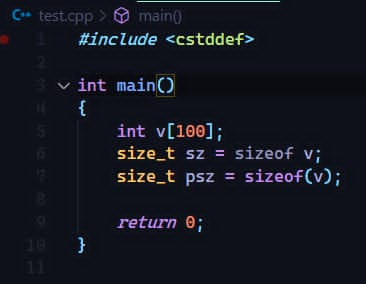 test.cpp > main()
1 #include <cstddef>
2
3 int main()
4 {
5 int v[100];
6 size_t sz = sizeof v;
7 size_t psz = sizeof(v);
8
9 return 0;
10 }
11